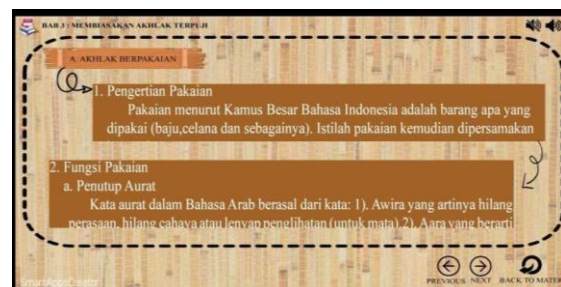 BAB 3 : MEMBIASAKAN AKHLAK TERPUJI
A. AKHLAK BERPAKAIAN
1. Pengertian Pakaian
Pakaian menurut Kamus Besar Bahasa Indonesia adalah barang apa yang
dipakai (baju,celana dan sebagainya). Istilah pakaian kemudian dipersamakan
2. Fungsi Pakaian
a. Penutup Aurat
Kata aurat dalam Bahasa Arab berasal dari kata: 1). Awira yang artinya hilang
perasaan, hilang cahaya atau lenyap penglihatan (untuk mata).2). Aara yang berarti
PREVIOUS NEXT BACK TO MATERI
SmartAppsCreator